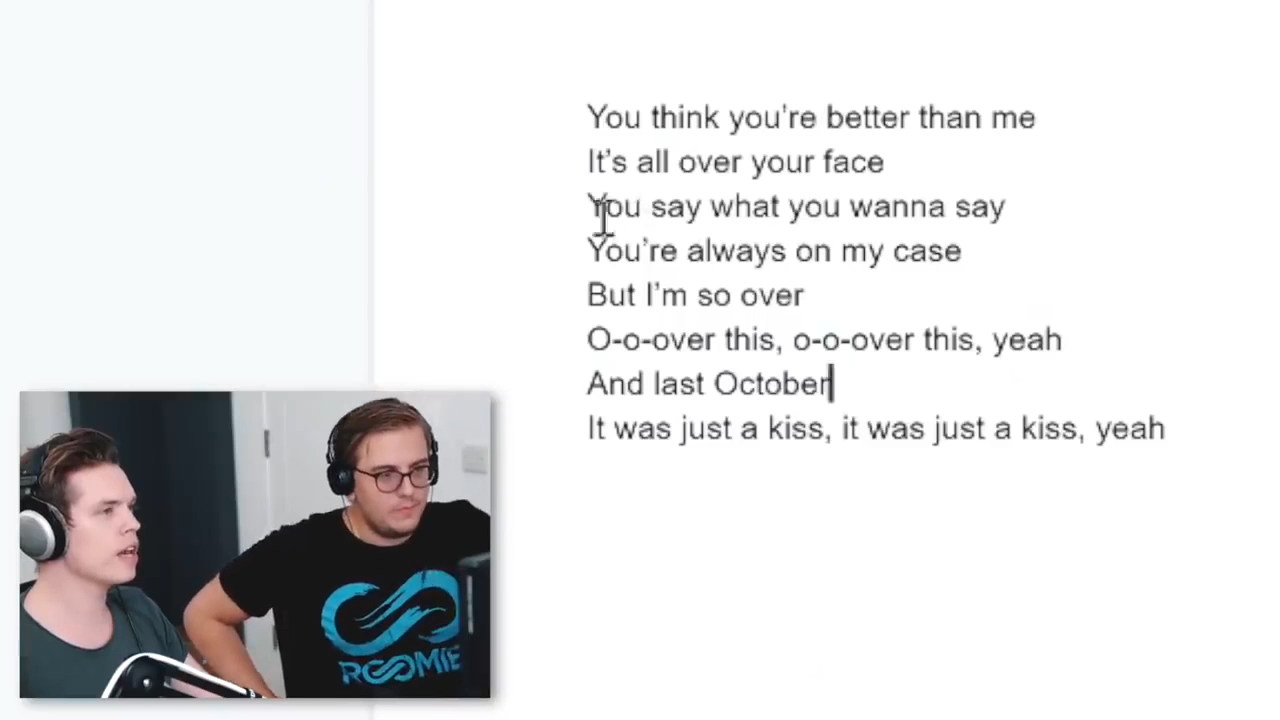 You think you're better than me
It's all over your face
You say what you wanna say
You're always on my case
But I'm so over
O-o-over this, o-o-over this, yeah
And last October
It was just a kiss, it was just a kiss, yeah
ROOMIE